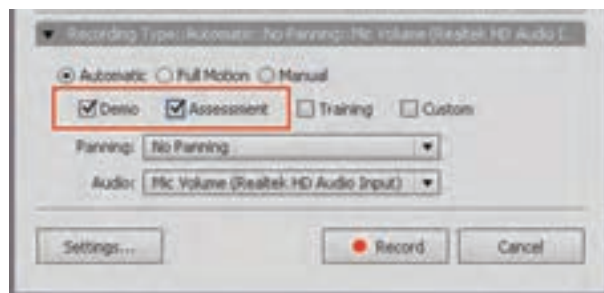 Recording Type: Automatic: No Panning: Mic Volume (Realtek HD Audio I...
Automatic Full Motion Manual
Demo Assessment Training Custom
Panning: No Panning
Audio: Mic Volume (Realtek HD Audio Input)
Settings... Record Cancel